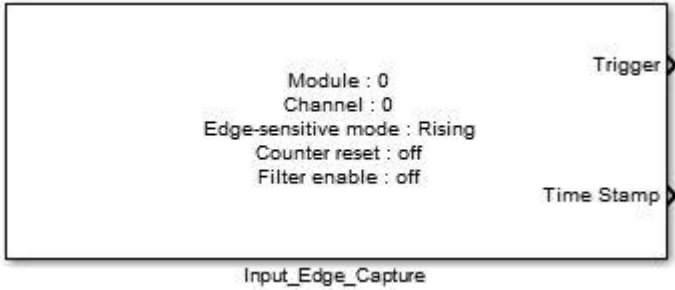 Trigger
Module : 0
Channel : 0
Edge-sensitive mode : Rising
Counter reset : off
Filter enable : off
Time Stamp
Input_Edge_Capture